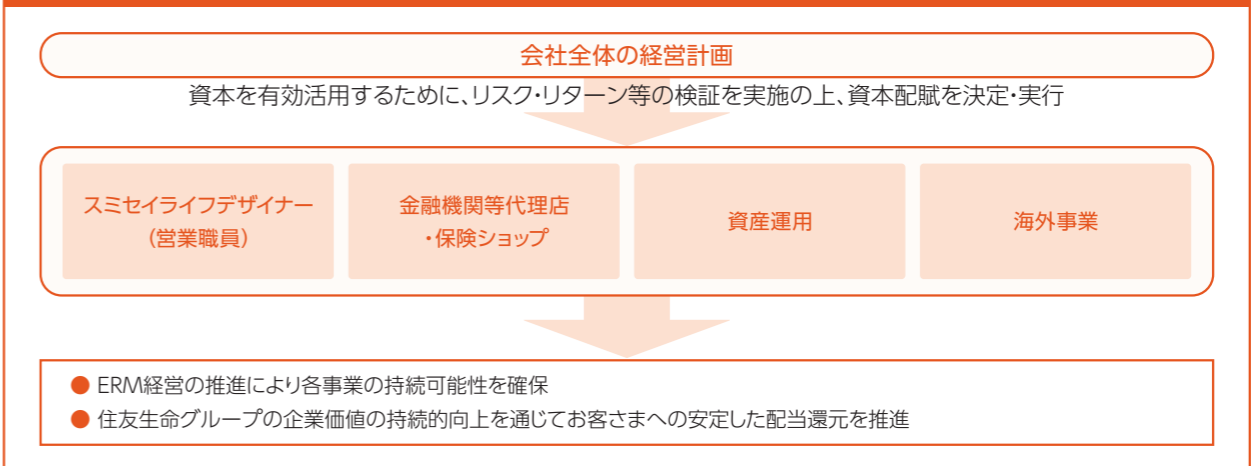 会社全体の経営計画
資本を有効活用するために、リスク・リターン等の検証を実施の上、資本配賦を決定・実行
スミセイライフデザイナー
(営業職員)
金融機関等代理店
・保険ショップ
資産運用
海外事業
● ERM経営の推進により各事業の持続可能性を確保
● 住友生命グループの企業価値の持続的向上を通じてお客さまへの安定した配当還元を推進